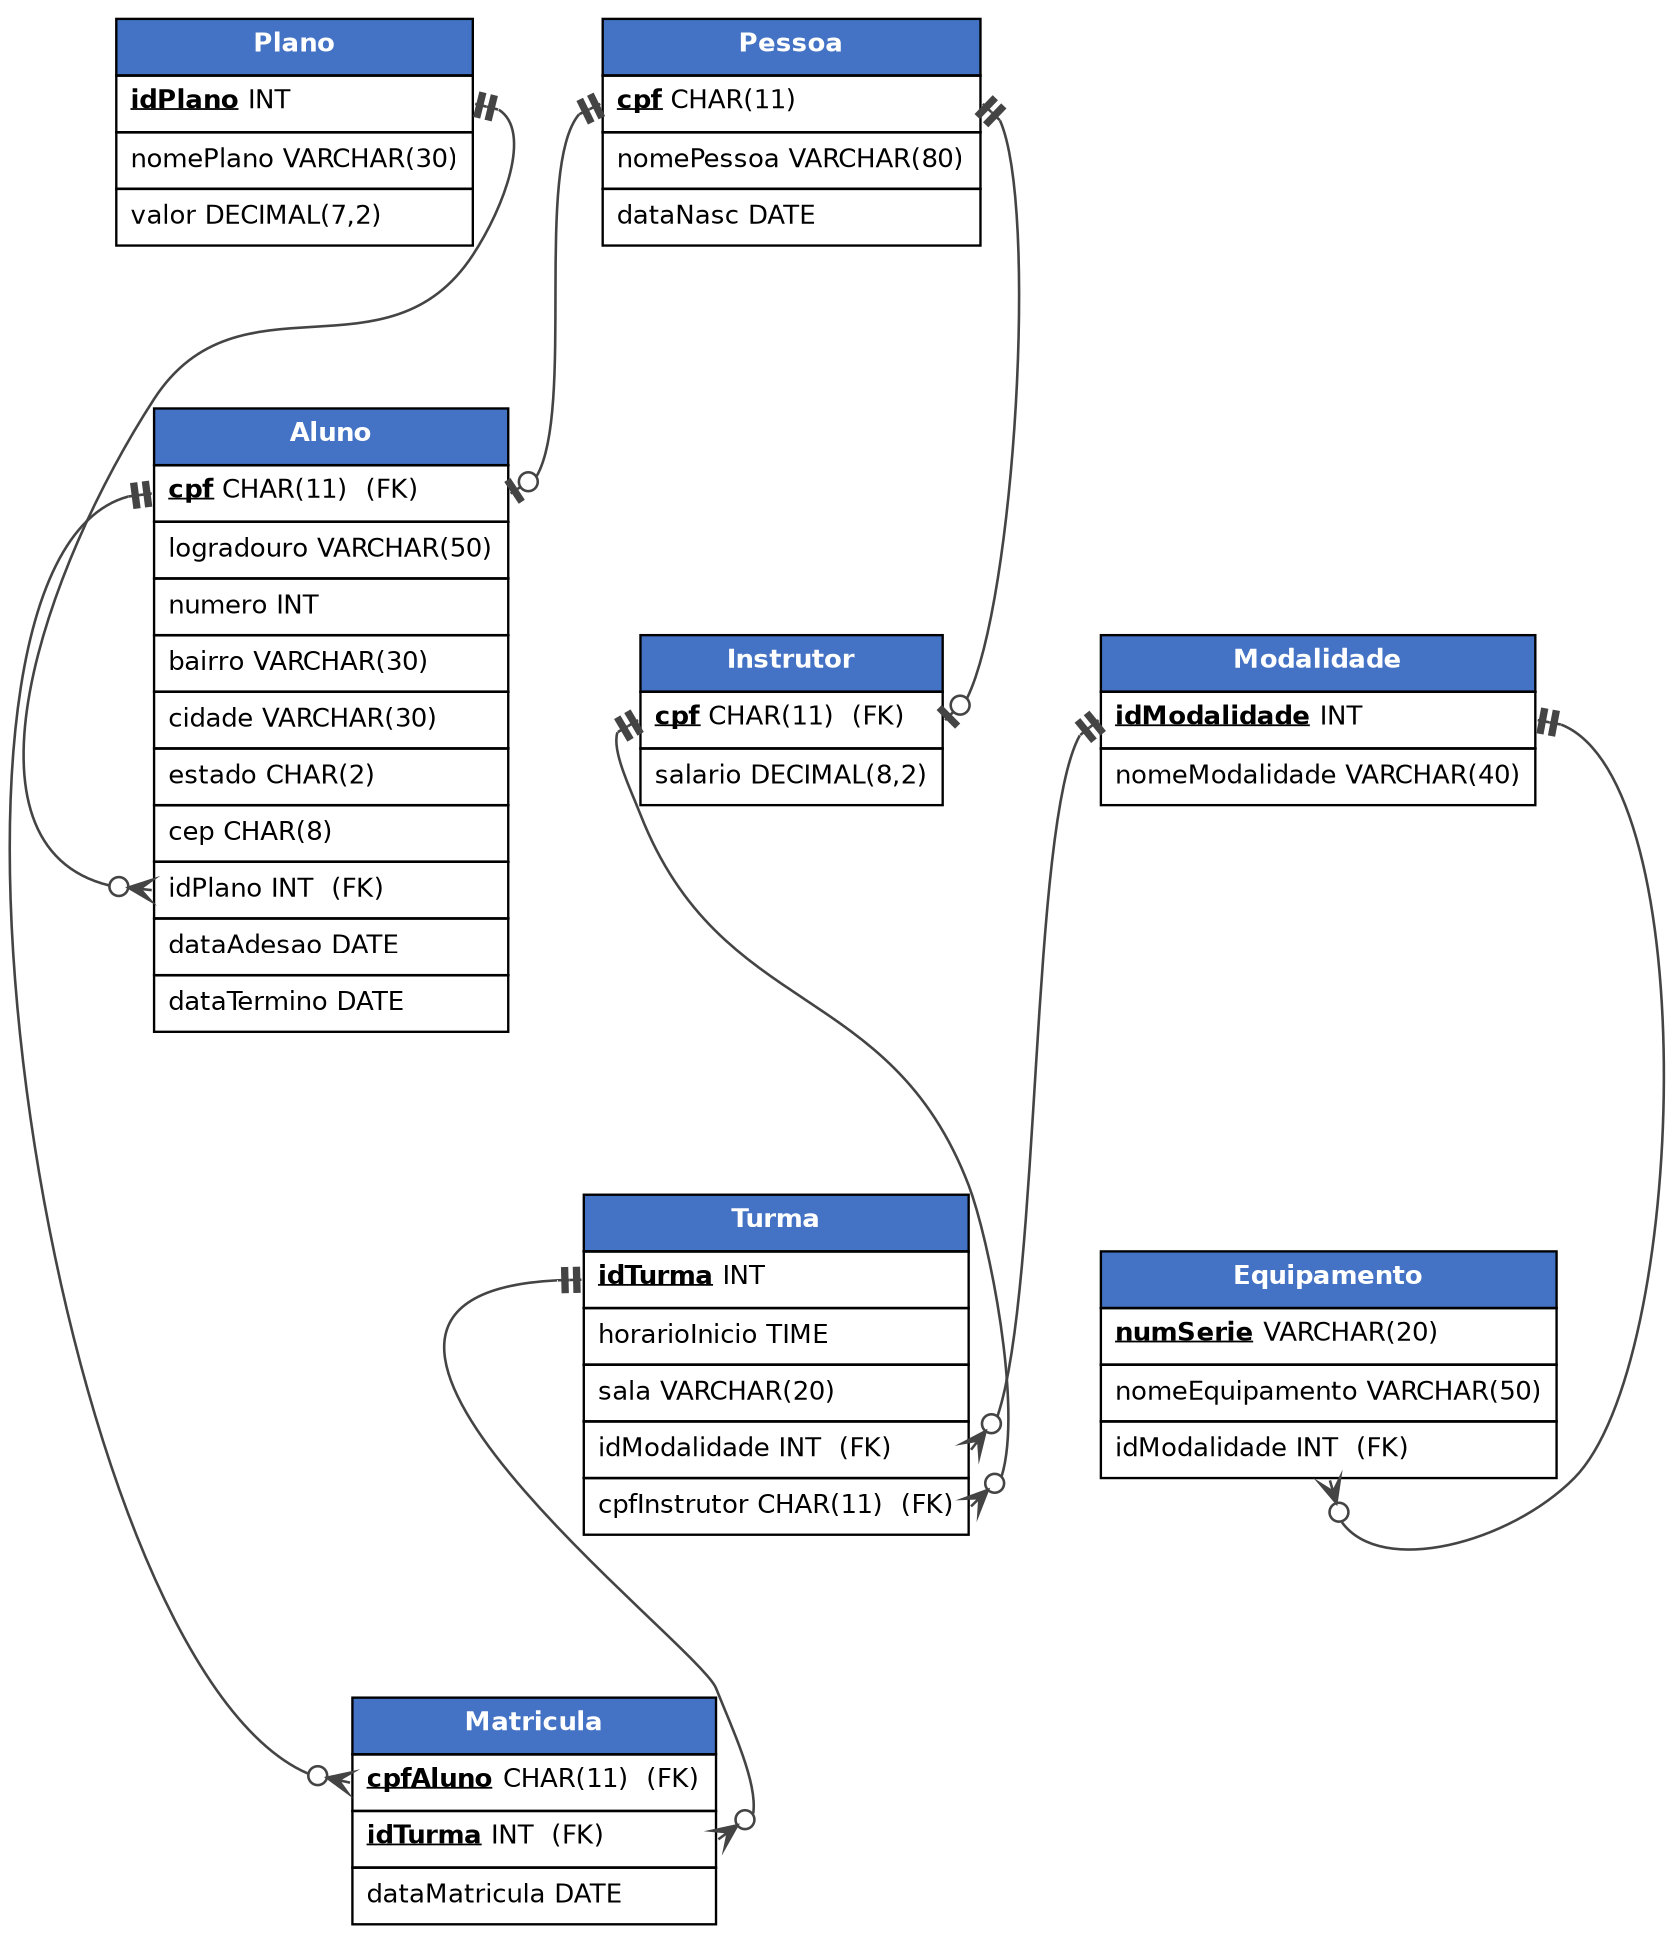 Plano
idPlano INT
nomePlano VARCHAR(30)
valor DECIMAL(7,2)
Pessoa
cpf CHAR(11)
nomePessoa VARCHAR(80)
dataNasc DATE
Aluno
cpf CHAR(11) (FK)
logradouro VARCHAR(50)
numero INT
bairro VARCHAR(30)
cidade VARCHAR(30)
estado CHAR(2)
cep CHAR(8)
idPlano INT (FK)
dataAdesao DATE
dataTermino DATE
Instrutor
cpf CHAR(11) (FK)
salario DECIMAL(8,2)
Modalidade
idModalidade INT
nomeModalidade VARCHAR(40)
Turma
idTurma INT
horarioInicio TIME
sala VARCHAR(20)
idModalidade INT (FK)
cpfInstrutor CHAR(11) (FK)
Equipamento
numSerie VARCHAR(20)
nomeEquipamento VARCHAR(50)
idModalidade INT (FK)
Matricula
cpfAluno CHAR(11) (FK)
idTurma INT (FK)
dataMatricula DATE